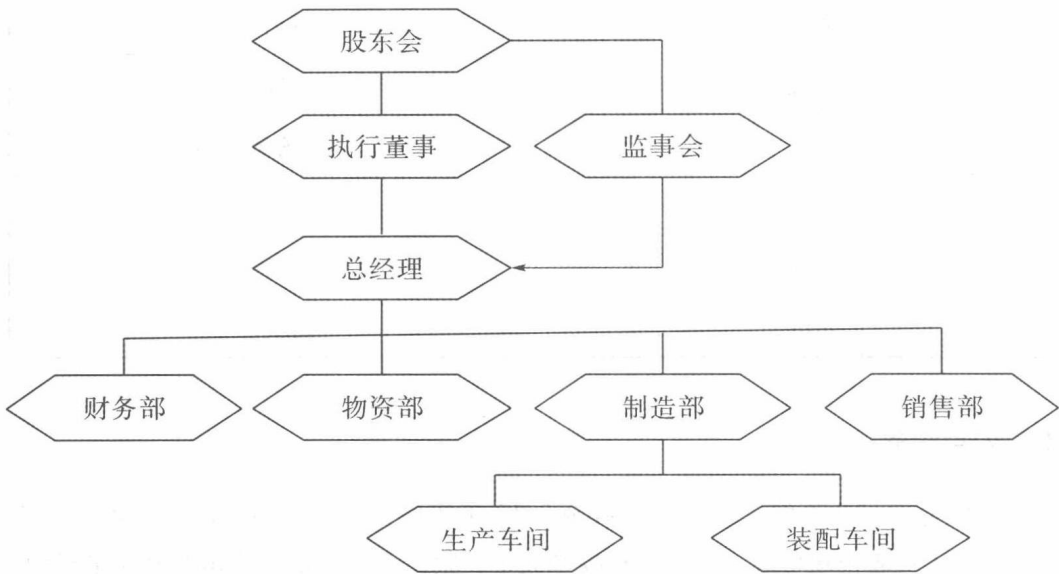 股东会
执行董事
监事会
总经理
财务部
物资部
制造部
销售部
生产车间
装配车间